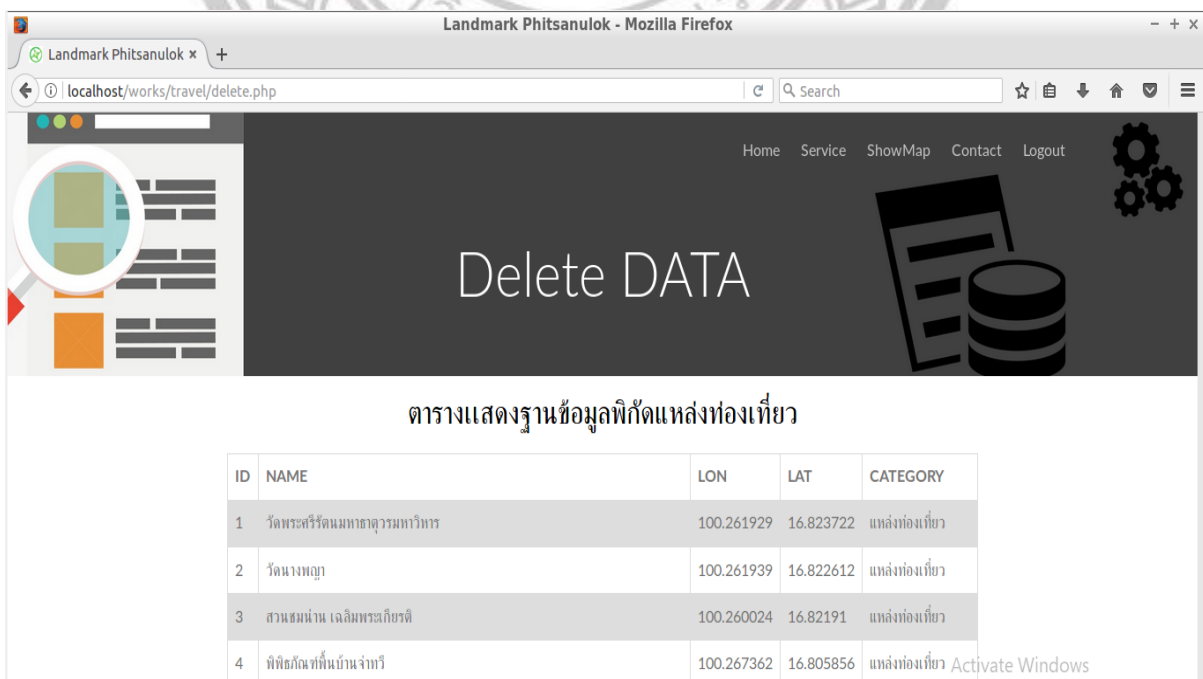 Landmark Phitsanulok - Mozilla Firefox
Landmark Phitsanulok
localhost/works/travel/delete.php
Search
Home Service ShowMap Contact Logout
Delete DATA
ตารางแสดงฐานข้อมูลพิกัดแหล่งท่องเที่ยว
ID NAME LON LAT CATEGORY
1 วัดพระศรีรัตนมหาธาตุวรมหาวิหาร 100.261929 16.823722 แหล่งท่องเที่ยว
2 วัดนางพญา 100.261939 16.822612 แหล่งท่องเที่ยว
3 สวนชมน่าน เฉลิมพระเกียรติ 100.260024 16.82191 แหล่งท่องเที่ยว
4 พิพิธภัณฑ์พื้นบ้านจ่าทวี 100.267362 16.805856 แหล่งท่องเที่ยว
Activate Windows